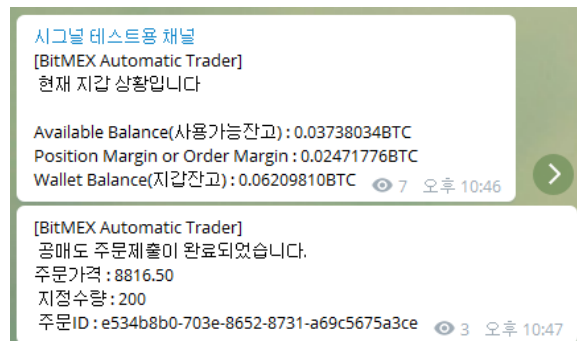 시그널 테스트용 채널
[BitMEX Automatic Trader]
현재 지갑 상황입니다
Available Balance(사용가능잔고) : 0.03738034BTC
Position Margin or Order Margin : 0.02471776BTC
Wallet Balance(지갑잔고) : 0.06209810BTC 7 오후 10:46
[BitMEX Automatic Trader]
공매도 주문제출이 완료되었습니다.
주문가격 : 8816.50
지정수량 : 200
주문ID : e534b8b0-703e-8652-8731-a69c5675a3ce 3 오후 10:47